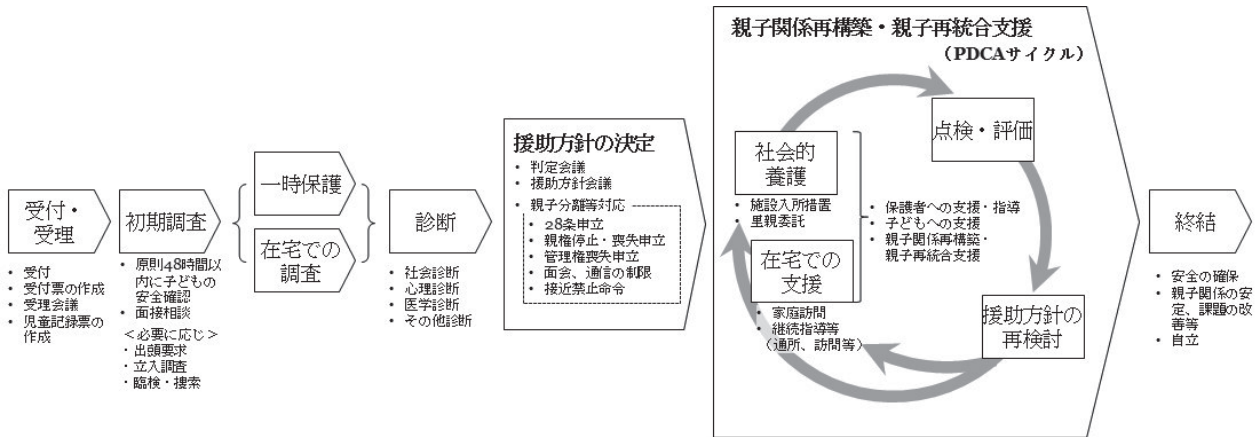 受付・
受理
• 受付
• 受付票の作成
• 受理会議
• 児童記録票の
作成
初期調査
• 原則48時間以
内に子どもの
安全確認
• 面接相談
＜必要に応じ＞
・出頭要求
・立入調査
・臨検・捜索
一時保護
在宅での
調査
診断
• 社会診断
• 心理診断
• 医学診断
• その他診断
援助方針の決定
• 判定会議
• 援助方針会議
• 親子分離等対応
• 28条申立
• 親権停止・喪失申立
• 管理権喪失申立
• 面会、通信の制限
• 接近禁止命令
親子関係再構築・親子再統合支援
（PDCAサイクル）
社会的
養護
• 施設入所措置
• 里親委託
在宅での
支援
• 家庭訪問
• 継続指導等
（通所、訪問等）
• 保護者への支援・指導
• 子どもへの支援
• 親子関係再構築・
親子再統合支援
点検・評価
援助方針の
再検討
終結
• 安全の確保
• 親子関係の安
定、課題の改
善等
• 自立